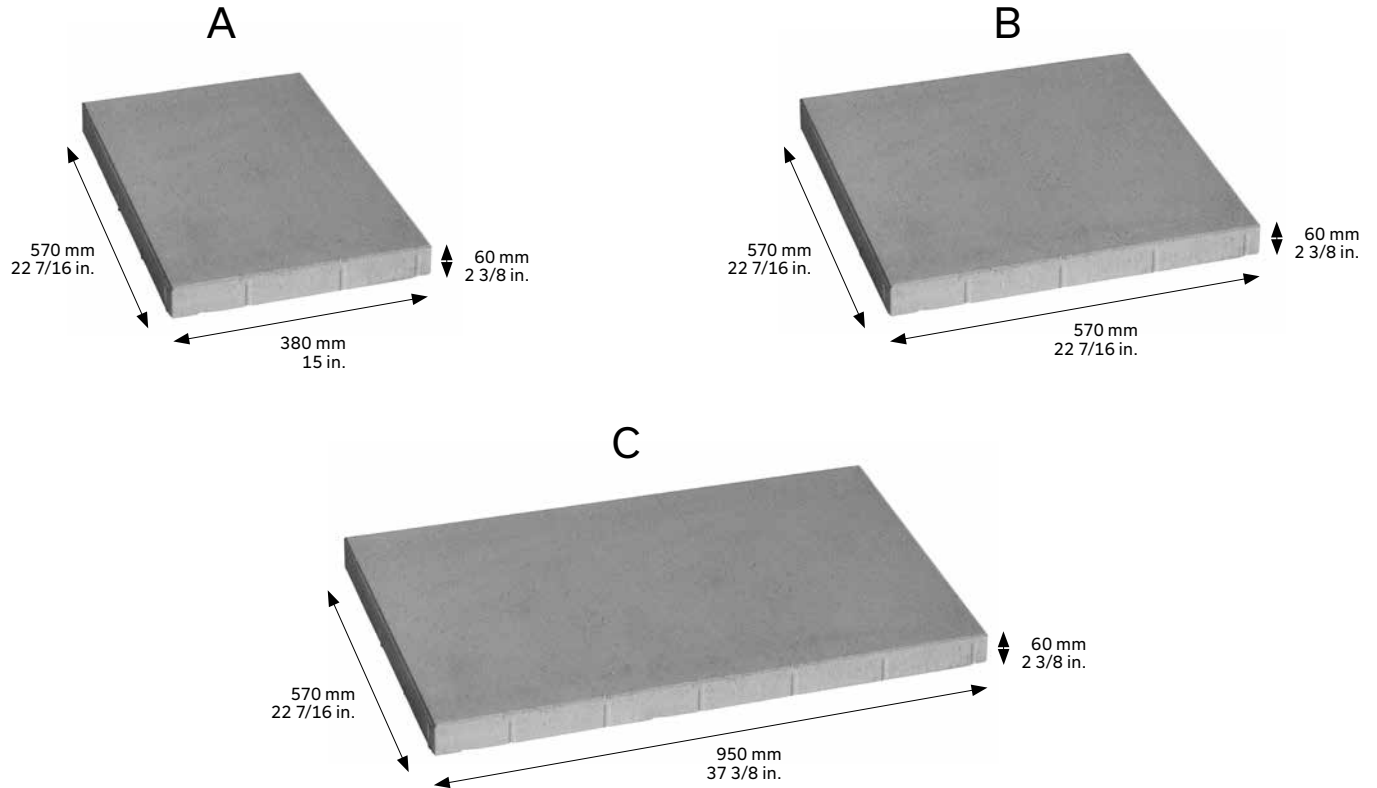 A
570 mm
22 7/16 in.
60 mm
2 3/8 in.
380 mm
15 in.
B
570 mm
22 7/16 in.
60 mm
2 3/8 in.
570 mm
22 7/16 in.
C
570 mm
22 7/16 in.
60 mm
2 3/8 in.
950 mm
37 3/8 in.